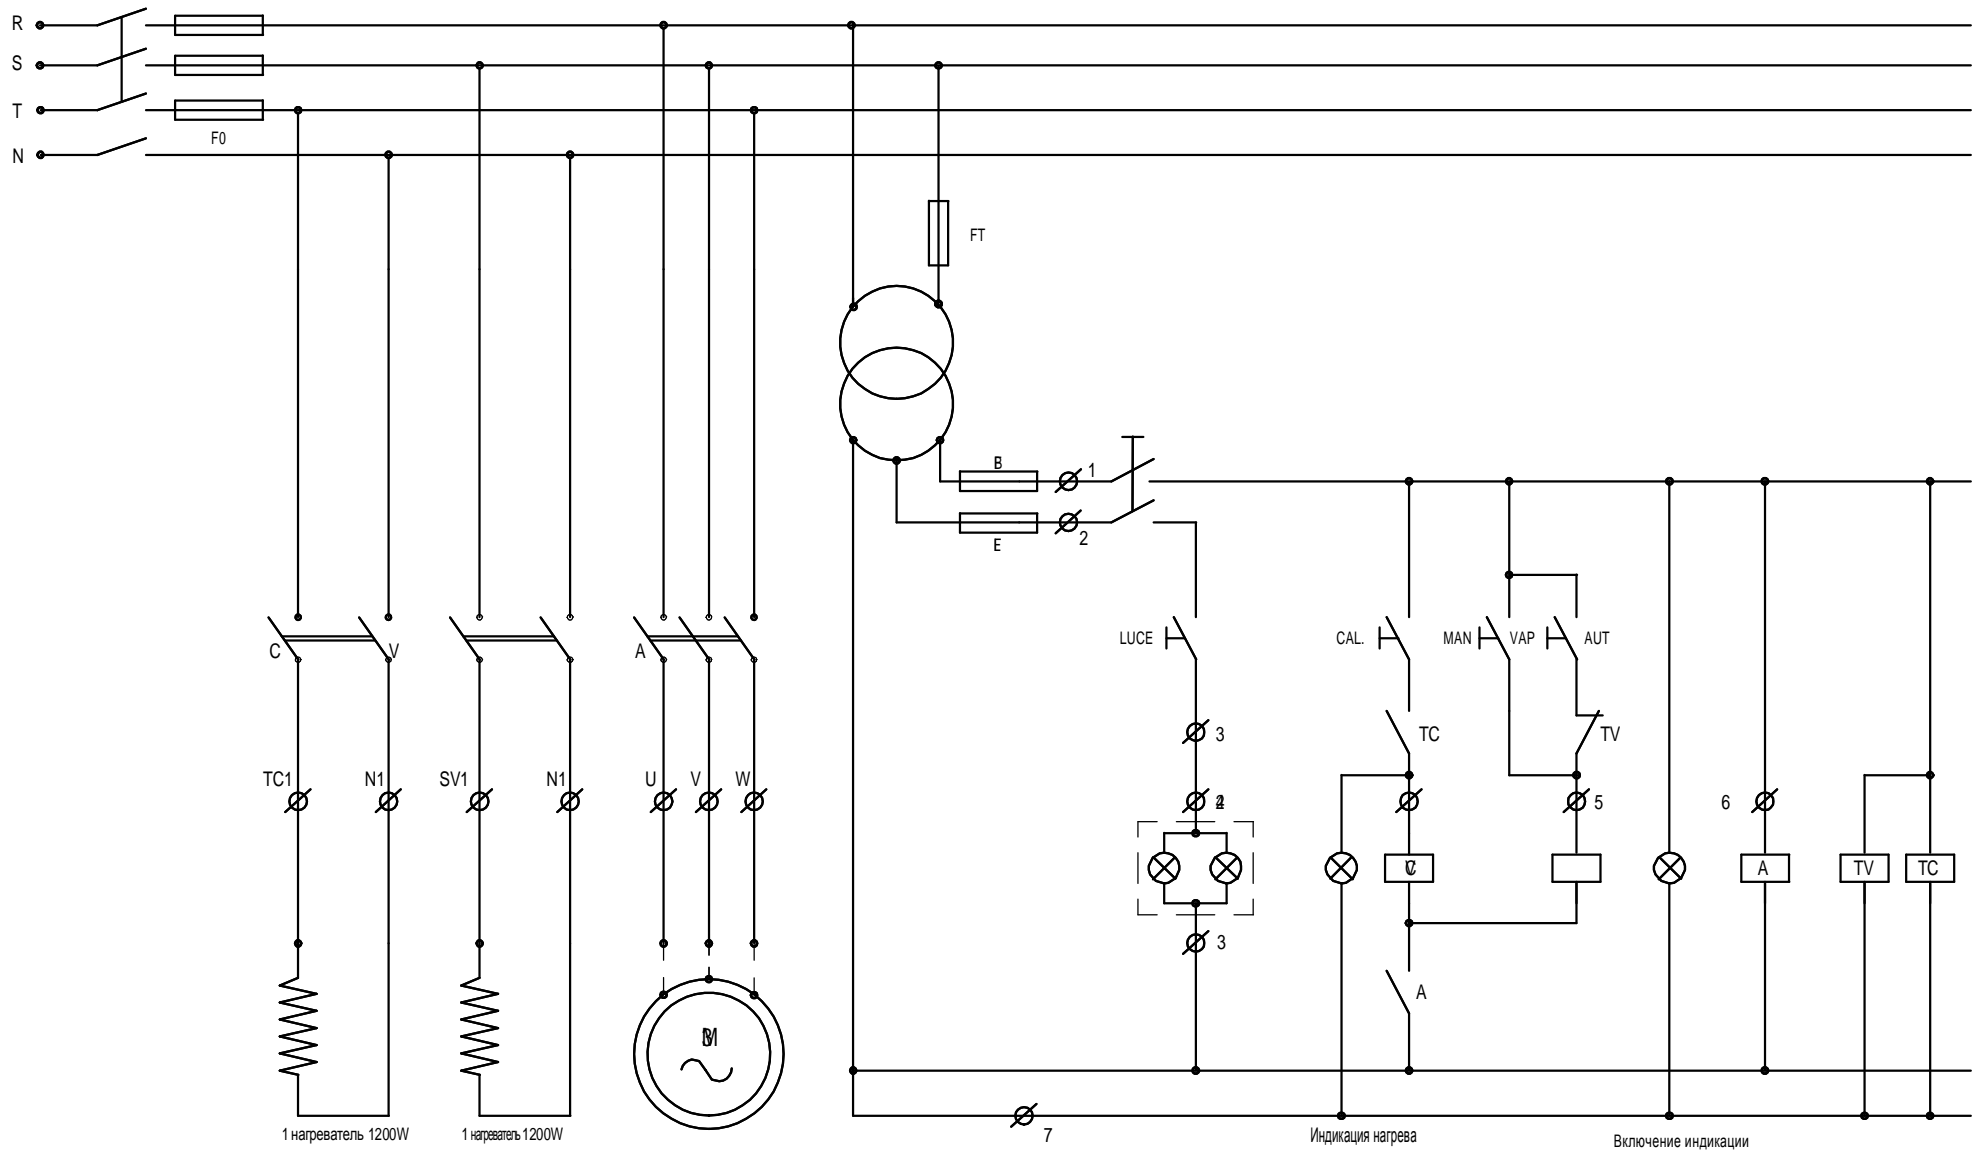 R
S
T
F0
N
FT
B
1
E
2
C
V
A
LUCE
CAL.
MAN
VAP
AUT
3
TC
TV
TC1
N1
SV1
N1
U
V
W
5
6
A
TV
TC
3
A
M
7
1 нагреватель 1200W
1 нагреватель 1200W
Индикация нагрева
Включение индикации